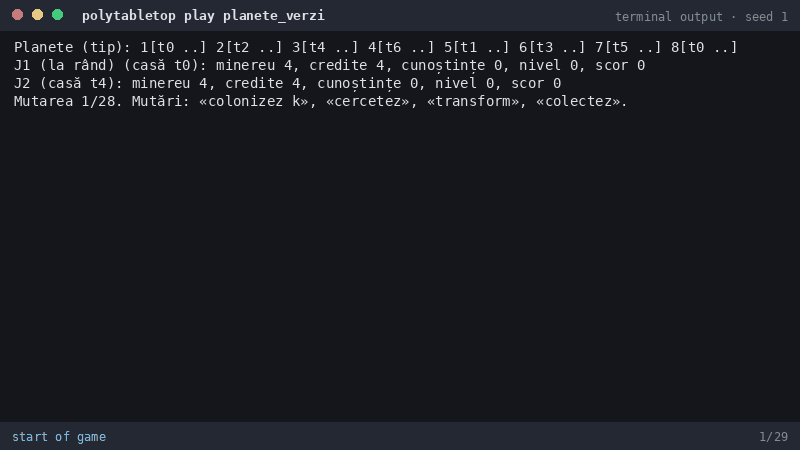 polytabletop play planete_verzi
terminal output · seed 1
Planete (tip): 1[t0 ..] 2[t2 ..] 3[t4 ..] 4[t6 ..] 5[t1 ..] 6[t3 ..] 7[t5 ..] 8[t0 ..]
J1 (la rând) (casă t0): minereu 4, credite 4, cunoștințe 0, nivel 0, scor 0
J2 (casă t4): minereu 4, credite 4, cunoștințe 0, nivel 0, scor 0
Mutarea 1/28. Mutări: «colonizez k», «cercetez», «transform», «colectez».
start of game
1/29